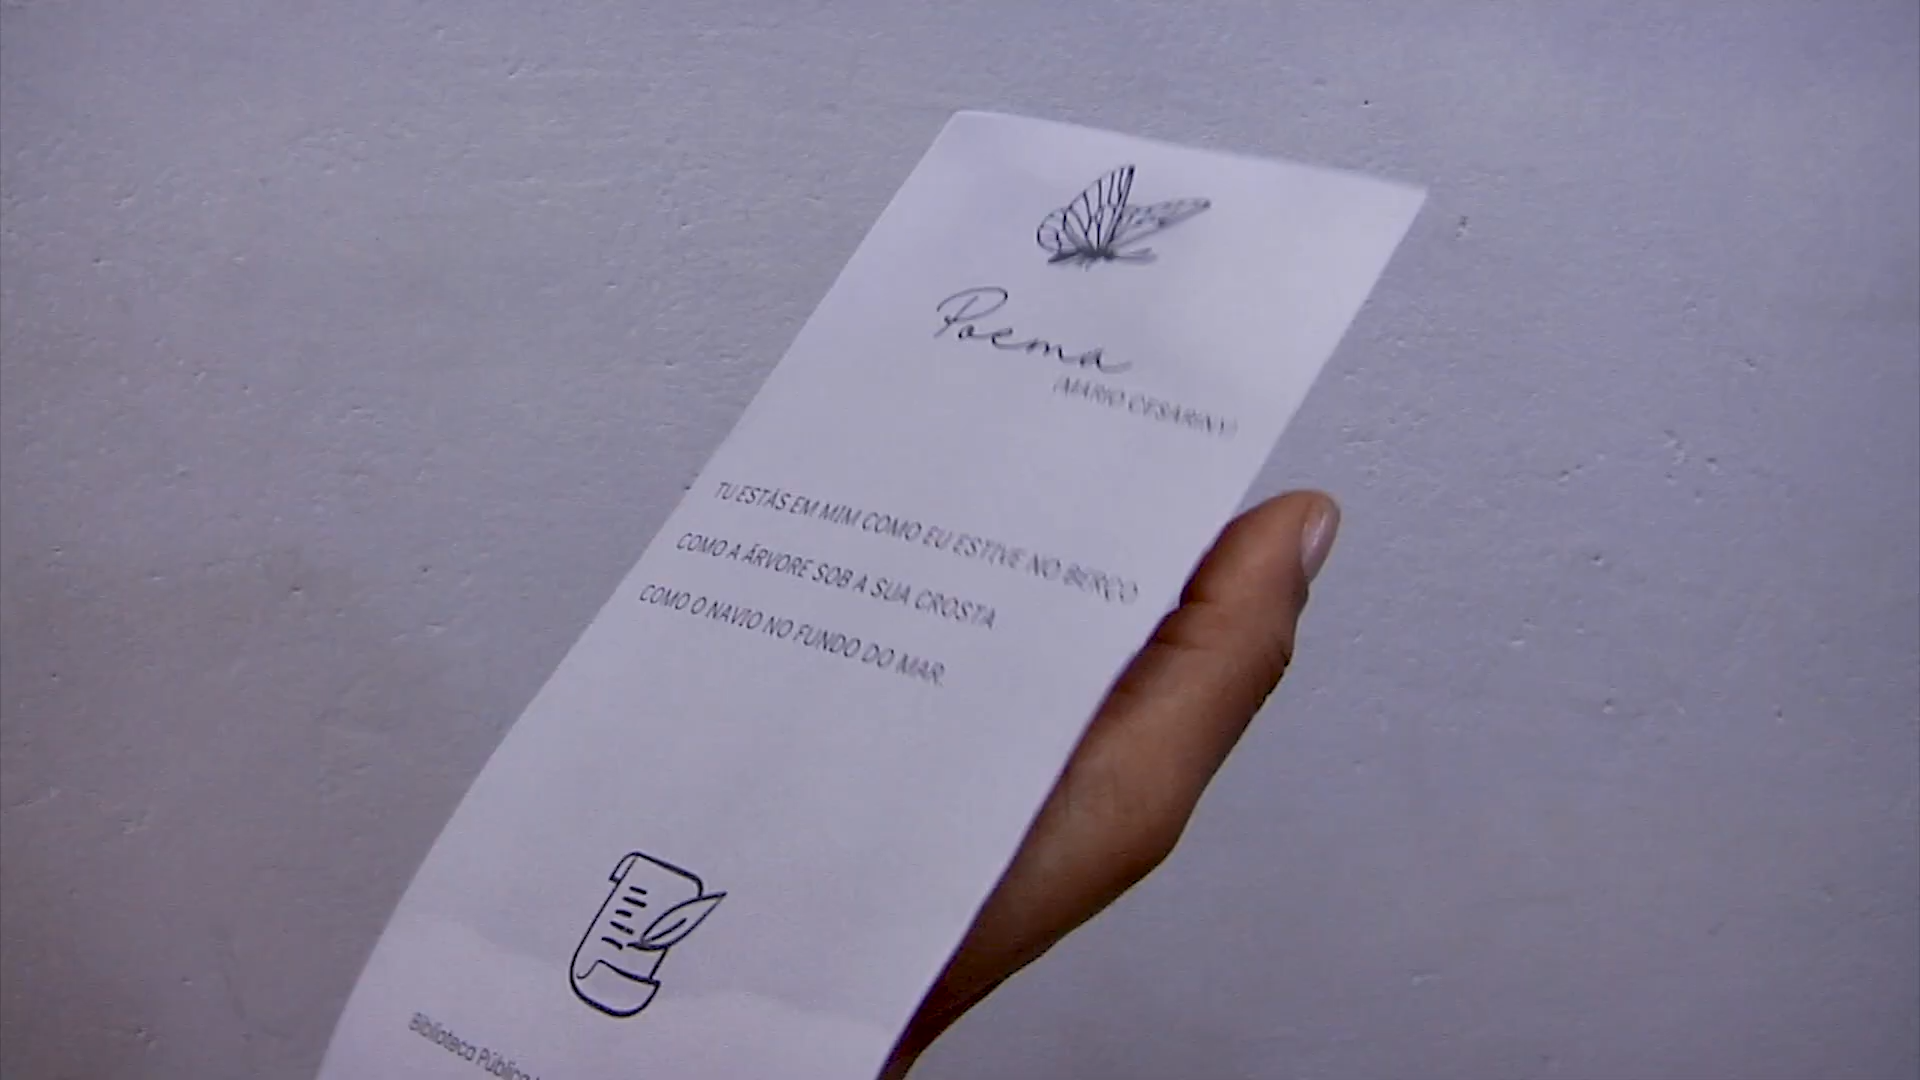 Poema
(MÁRIO CESARINY)
TU ESTÁS EM MIM COMO EU ESTIVE NO BERÇO
COMO A ÁRVORE SOB A SUA CROSTA
COMO O NAVIO NO FUNDO DO MAR.
Biblioteca Pública